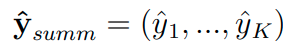 ŷ_summ = (ŷ_1, ..., ŷ_K)